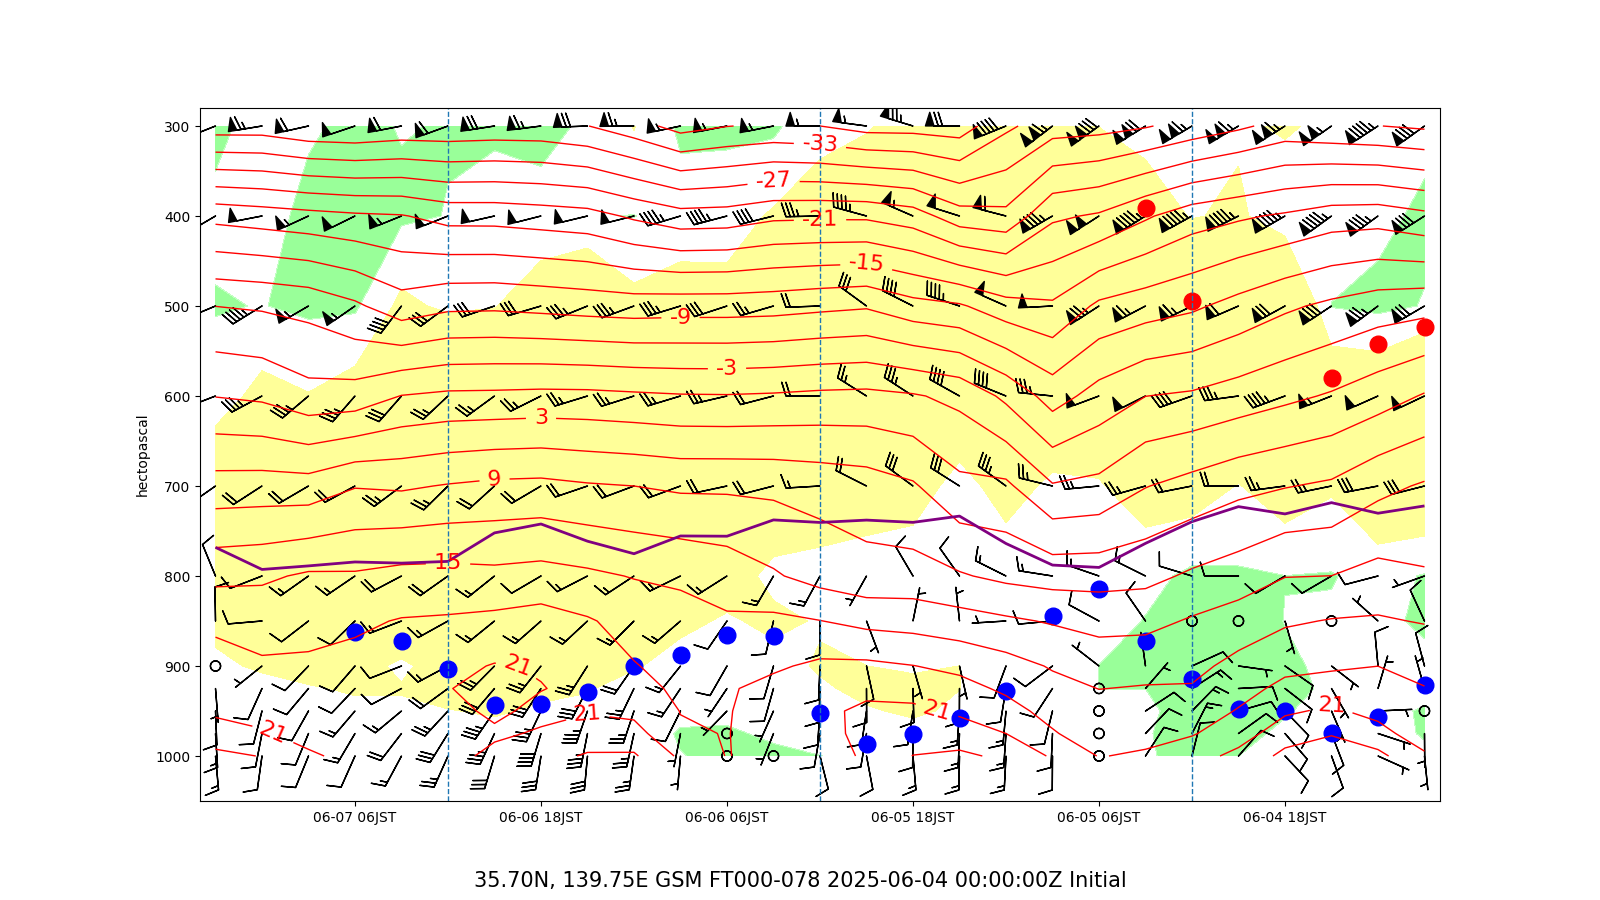 300
400
500
600
700
800
900
1000
hectopascal
-33
-27
-21
-15
-9
-3
3
9
15
21
21
21
21
21
06-07 06JST
06-06 18JST
06-06 06JST
06-05 18JST
06-05 06JST
06-04 18JST
35.70N, 139.75E GSM FT000-078 2025-06-04 00:00:00Z Initial